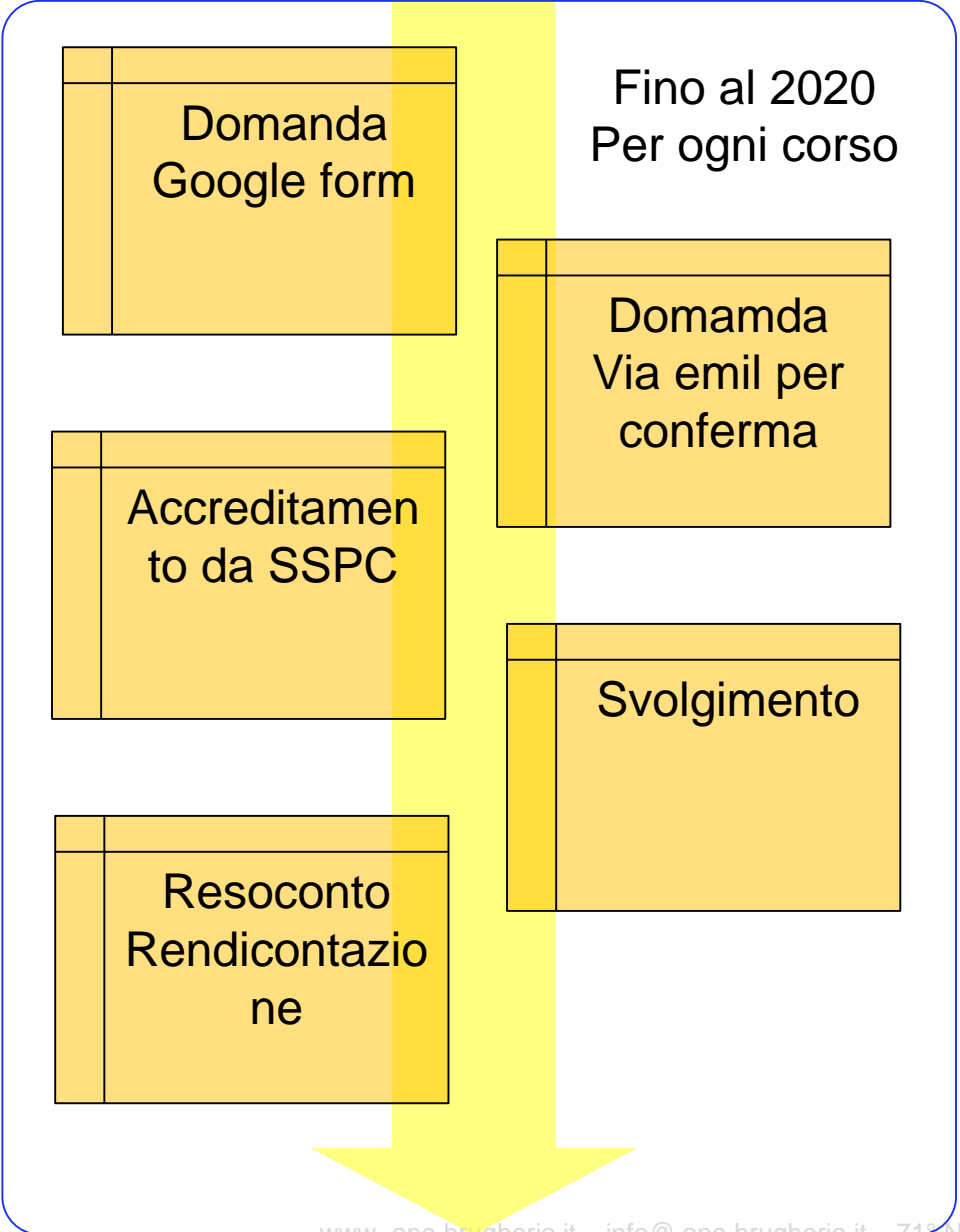 Domanda
Google form
Fino al 2020
Per ogni corso
Domamda
Via emil per
conferma
Accreditamen
to da SSPC
Svolgimento
Resoconto
Rendicontazio
ne